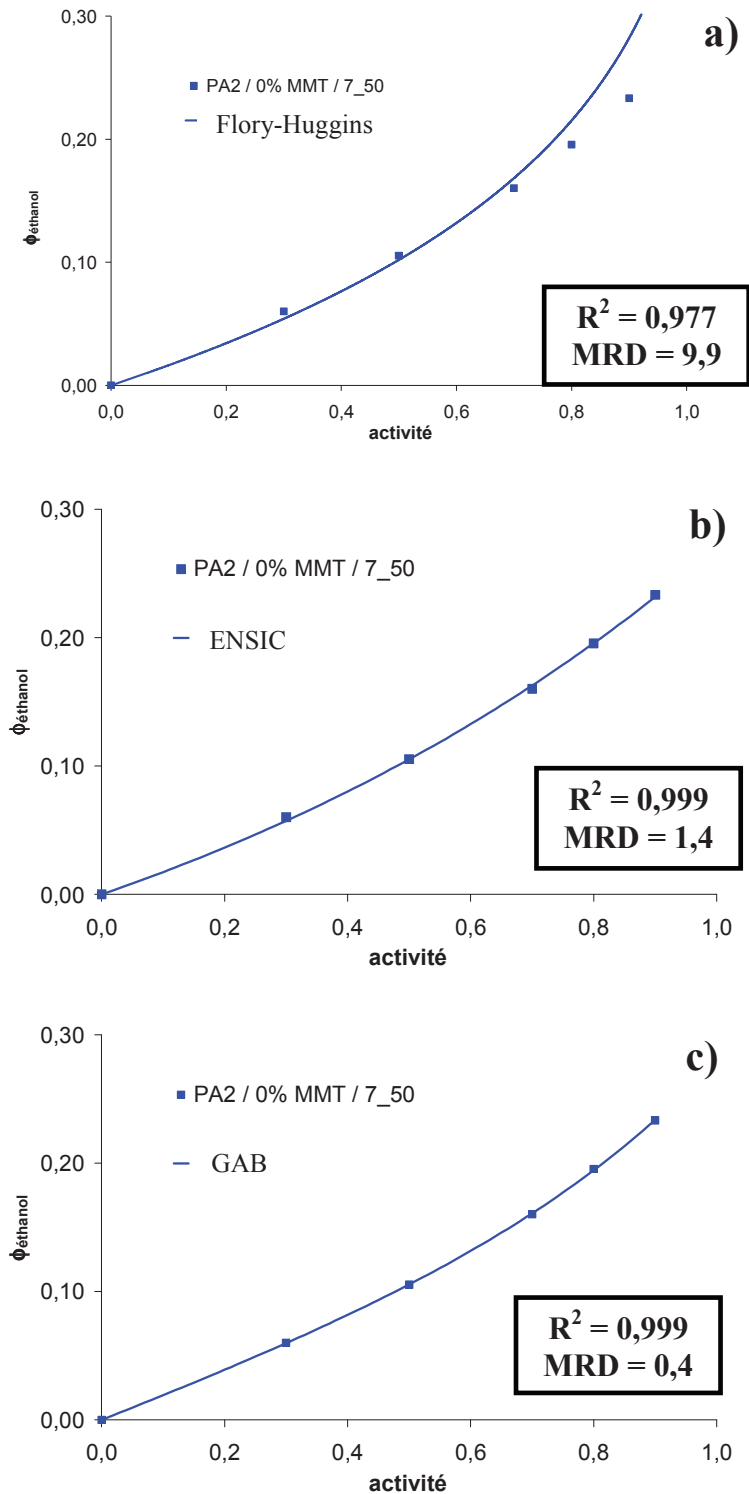 a)
0,30
PA2 / 0% MMT / 7_50
Flory-Huggins
0,20
ϕéthanol
0,10
R² = 0,977
MRD = 9,9
0,00
0,0 0,2 0,4 0,6 0,8 1,0
activité
b)
0,30
PA2 / 0% MMT / 7_50
ENSIC
0,20
ϕéthanol
0,10
R² = 0,999
MRD = 1,4
0,00
0,0 0,2 0,4 0,6 0,8 1,0
activité
c)
0,30
PA2 / 0% MMT / 7_50
GAB
0,20
ϕéthanol
0,10
R² = 0,999
MRD = 0,4
0,00
0,0 0,2 0,4 0,6 0,8 1,0
activité